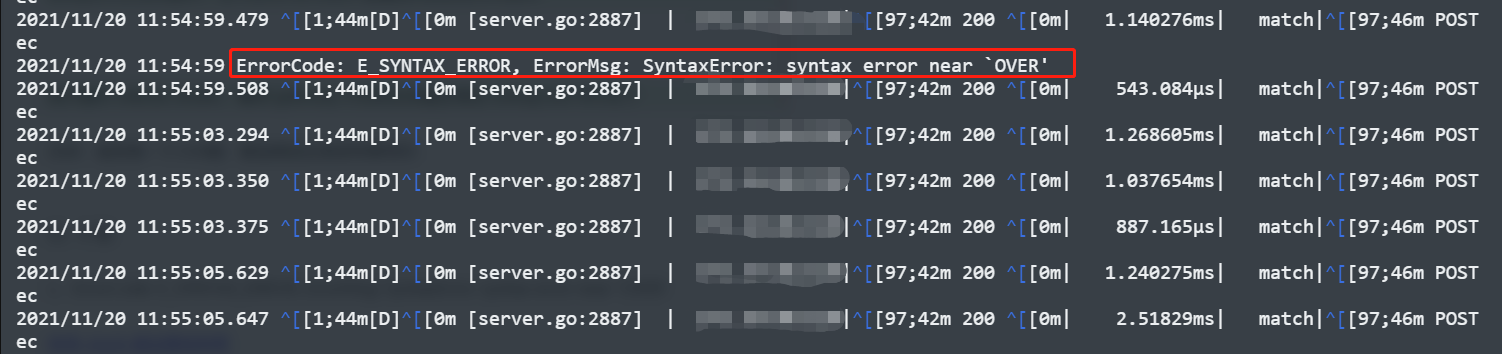 ec
2021/11/20 11:54:59.479 ^[[1;44m[D]^[[0m [server.go:2887]  |  |^[[97;42m 200 ^[[0m|    1.140276ms|    match|^[[97;46m POST
ec
2021/11/20 11:54:59 ErrorCode: E_SYNTAX_ERROR, ErrorMsg: SyntaxError: syntax error near `OVER'
2021/11/20 11:54:59.508 ^[[1;44m[D]^[[0m [server.go:2887]  |  |^[[97;42m 200 ^[[0m|     543.084µs|    match|^[[97;46m POST
ec
2021/11/20 11:55:03.294 ^[[1;44m[D]^[[0m [server.go:2887]  |  |^[[97;42m 200 ^[[0m|    1.268605ms|    match|^[[97;46m POST
ec
2021/11/20 11:55:03.350 ^[[1;44m[D]^[[0m [server.go:2887]  |  |^[[97;42m 200 ^[[0m|    1.037654ms|    match|^[[97;46m POST
ec
2021/11/20 11:55:03.375 ^[[1;44m[D]^[[0m [server.go:2887]  |  |^[[97;42m 200 ^[[0m|     887.165µs|    match|^[[97;46m POST
ec
2021/11/20 11:55:05.629 ^[[1;44m[D]^[[0m [server.go:2887]  |  |^[[97;42m 200 ^[[0m|    1.240275ms|    match|^[[97;46m POST
ec
2021/11/20 11:55:05.647 ^[[1;44m[D]^[[0m [server.go:2887]  |  |^[[97;42m 200 ^[[0m|     2.51829ms|    match|^[[97;46m POST
ec